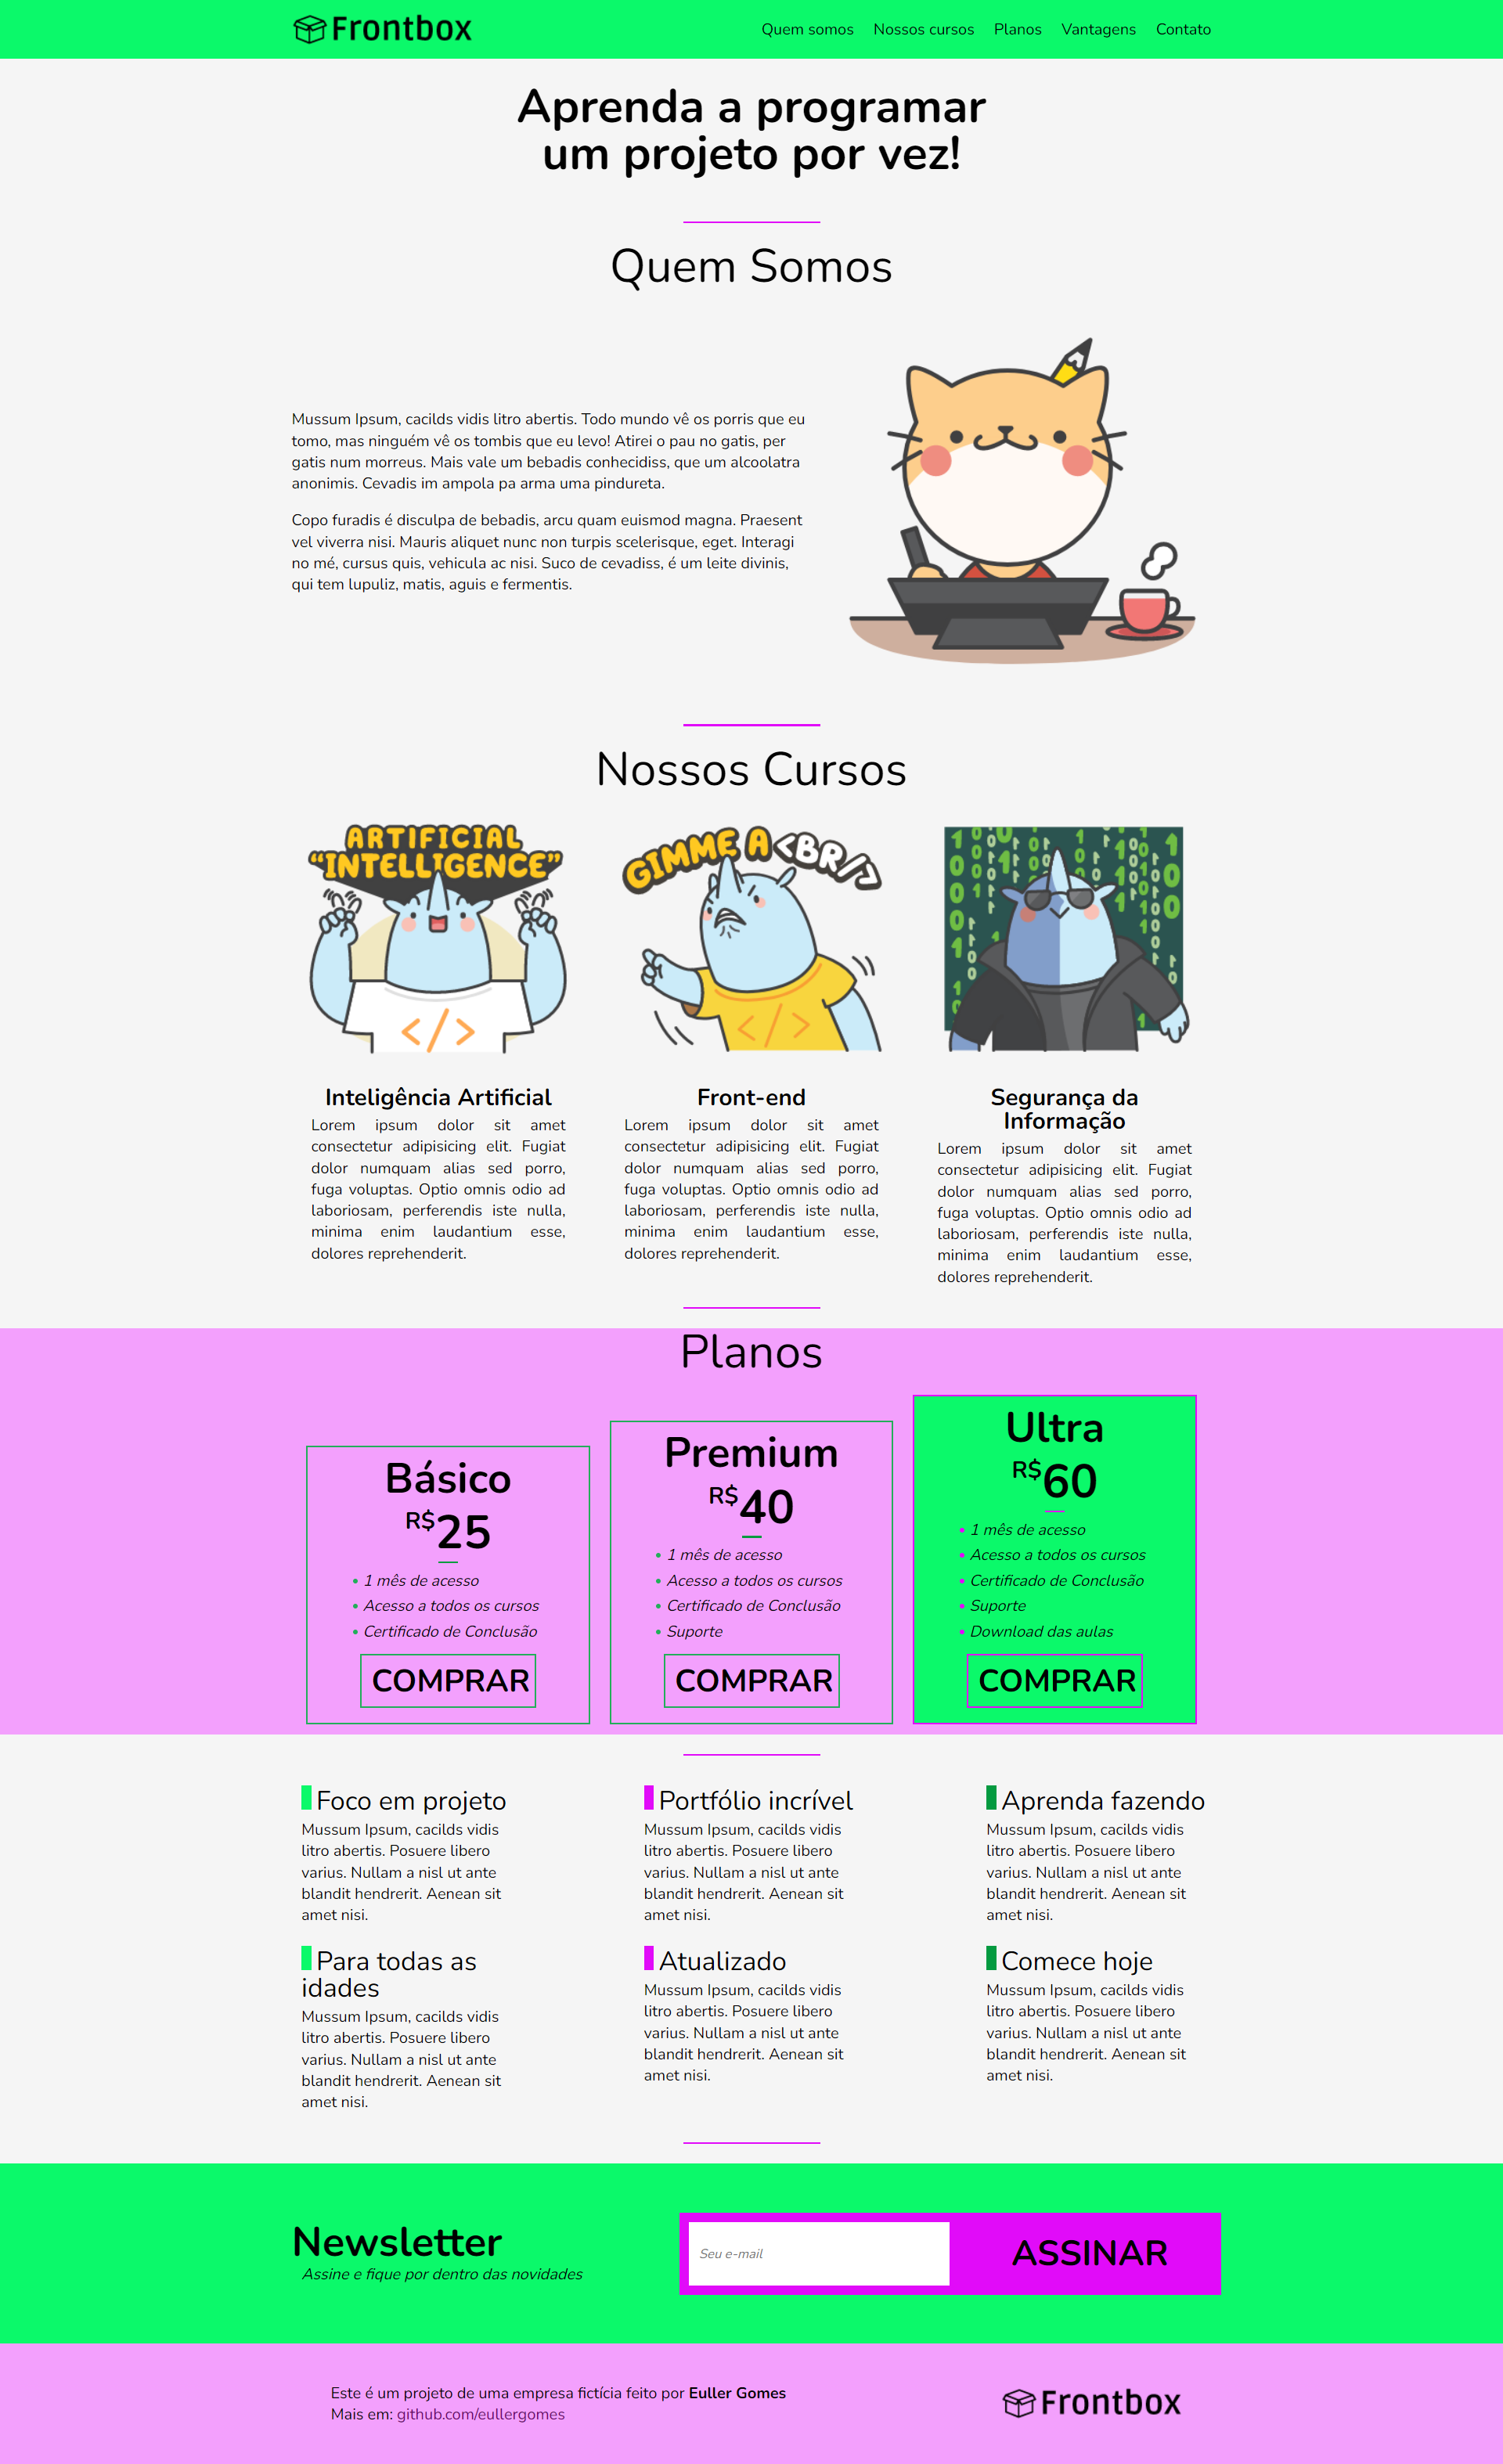 Frontbox
Quem somos Nossos cursos Planos Vantagens Contato
Aprenda a programar
um projeto por vez!
Quem Somos
Mussum Ipsum, cacilds vidis litro abertis. Todo mundo vê os porris que eu
tomo, mas ninguém vê os tombis que eu levo! Atirei o pau no gatis, per
gatis num morreus. Mais vale um bebadis conhecidiss, que um alcoolatra
anonimis. Cevadis im ampola pa arma uma pindureta.
Copo furadis é disculpa de bebadis, arcu quam euismod magna. Praesent
vel viverra nisi. Mauris aliquet nunc non turpis scelerisque, eget. Interagi
no mé, cursus quis, vehicula ac nisi. Suco de cevadiss, é um leite divinis,
qui tem lupuliz, matis, aguis e fermentis.
Nossos Cursos
ARTIFICIAL
“INTELLIGENCE”
</>
Inteligência Artificial
Lorem ipsum dolor sit amet
consectetur adipisicing elit. Fugiat
dolor numquam alias sed porro,
fuga voluptas. Optio omnis odio ad
laboriosam, perferendis iste nulla,
minima enim laudantium esse,
dolores reprehenderit.
GIMME A <BR/>
</>
Front-end
Lorem ipsum dolor sit amet
consectetur adipisicing elit. Fugiat
dolor numquam alias sed porro,
fuga voluptas. Optio omnis odio ad
laboriosam, perferendis iste nulla,
minima enim laudantium esse,
dolores reprehenderit.
Segurança da
Informação
Lorem ipsum dolor sit amet
consectetur adipisicing elit. Fugiat
dolor numquam alias sed porro,
fuga voluptas. Optio omnis odio ad
laboriosam, perferendis iste nulla,
minima enim laudantium esse,
dolores reprehenderit.
Planos
Básico
R$25
• 1 mês de acesso
• Acesso a todos os cursos
• Certificado de Conclusão
COMPRAR
Premium
R$40
• 1 mês de acesso
• Acesso a todos os cursos
• Certificado de Conclusão
• Suporte
COMPRAR
Ultra
R$60
• 1 mês de acesso
• Acesso a todos os cursos
• Certificado de Conclusão
• Suporte
• Download das aulas
COMPRAR
Foco em projeto
Mussum Ipsum, cacilds vidis
litro abertis. Posuere libero
varius. Nullam a nisl ut ante
blandit hendrerit. Aenean sit
amet nisi.
Portfólio incrível
Mussum Ipsum, cacilds vidis
litro abertis. Posuere libero
varius. Nullam a nisl ut ante
blandit hendrerit. Aenean sit
amet nisi.
Aprenda fazendo
Mussum Ipsum, cacilds vidis
litro abertis. Posuere libero
varius. Nullam a nisl ut ante
blandit hendrerit. Aenean sit
amet nisi.
Para todas as
idades
Mussum Ipsum, cacilds vidis
litro abertis. Posuere libero
varius. Nullam a nisl ut ante
blandit hendrerit. Aenean sit
amet nisi.
Atualizado
Mussum Ipsum, cacilds vidis
litro abertis. Posuere libero
varius. Nullam a nisl ut ante
blandit hendrerit. Aenean sit
amet nisi.
Comece hoje
Mussum Ipsum, cacilds vidis
litro abertis. Posuere libero
varius. Nullam a nisl ut ante
blandit hendrerit. Aenean sit
amet nisi.
Newsletter
Assine e fique por dentro das novidades
Seu e-mail
ASSINAR
Este é um projeto de uma empresa fictícia feito por Euller Gomes
Mais em: github.com/eullergomes
Frontbox